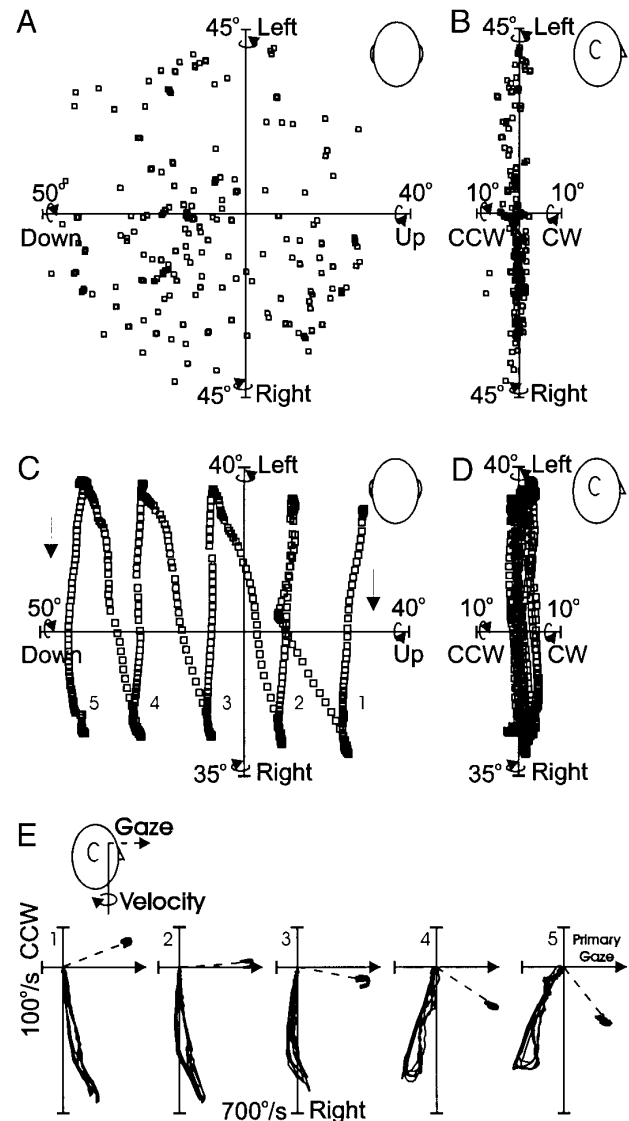 A
45° Left
50°
Down
40°
Up
45° Right
B
45° Left
10°
CCW
10°
CW
45° Right
C
40° Left
50°
Down
40°
Up
5 4 3 2 1
35° Right
D
40° Left
10°
CCW
10°
CW
35° Right
E
Gaze
Velocity
100°/s CCW
1 2 3 4 5
Primary
Gaze
700°/s Right